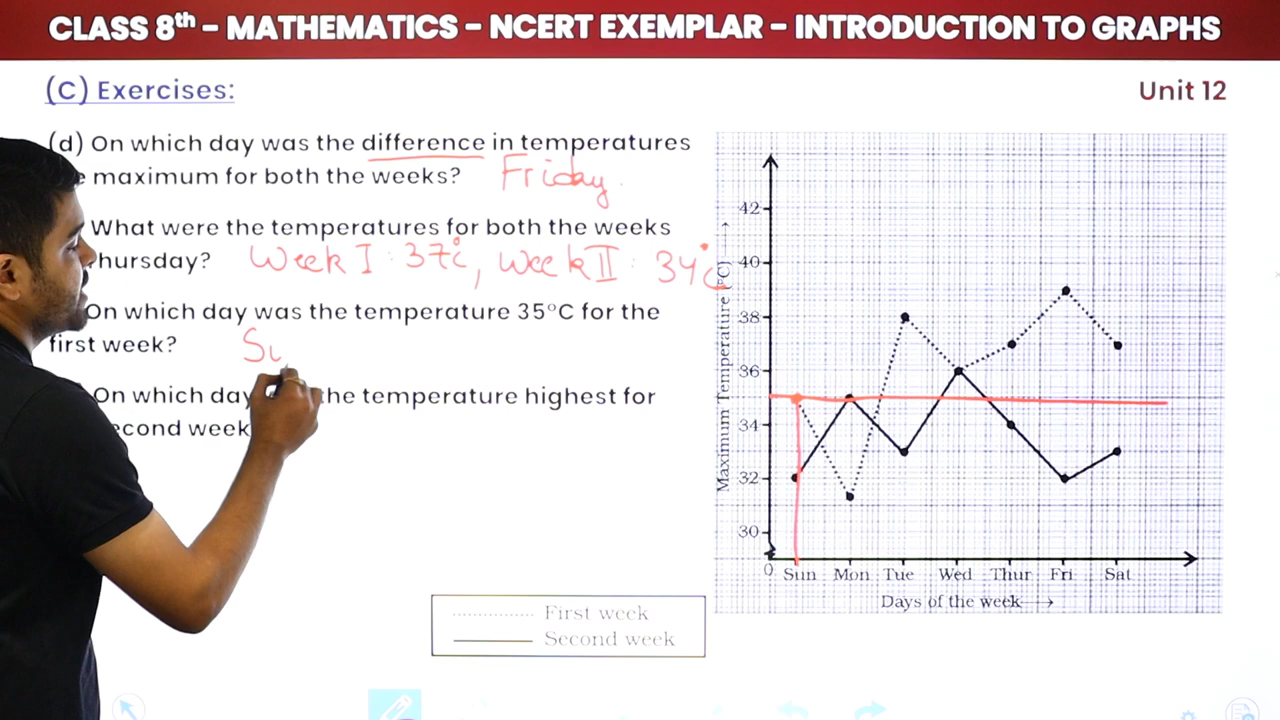 CLASS 8th – MATHEMATICS – NCERT EXEMPLAR – INTRODUCTION TO GRAPHS
(C) Exercises:
Unit 12
(d) On which day was the difference in temperatures
maximum for both the weeks? Friday.
What were the temperatures for both the weeks
hursday? Week I : 37°c, Week II : 34°c
On which day was the temperature 35°C for the
first week? Su
On which day the temperature highest for
econd week
Maximum Temperature (°C)
42
40
38
36
34
32
30
0 Sun Mon Tue Wed Thur Fri Sat
Days of the week
First week
Second week